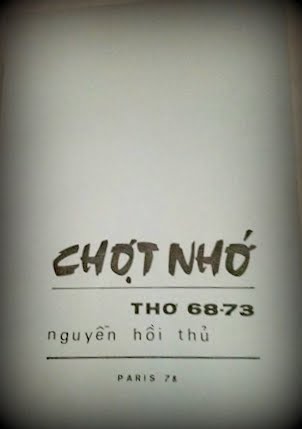 CHỢT NHỚ
THƠ 68-73
nguyễn hồi thủ
PARIS 78